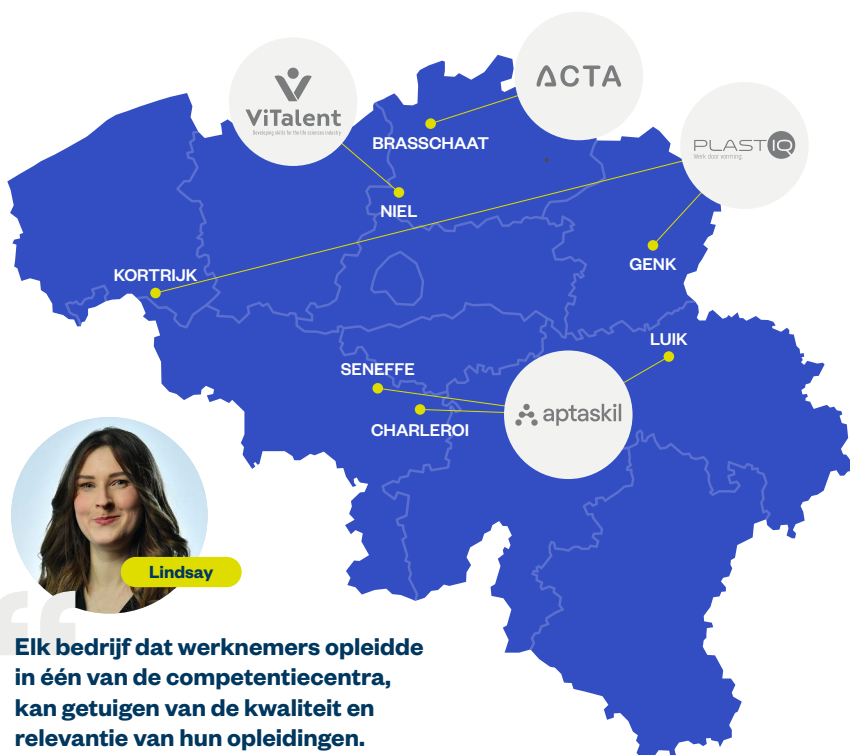 ACTA
ViTalent
Developing skills for the life sciences industry
PLASTIQ
Werk door vorming
BRASSCHAAT
NIEL
GENK
KORTRIJK
LUIK
SENEFFE
aptaskil
CHARLEROI
Lindsay
Elk bedrijf dat werknemers opleidde
in één van de competentiecentra,
kan getuigen van de kwaliteit en
relevantie van hun opleidingen.